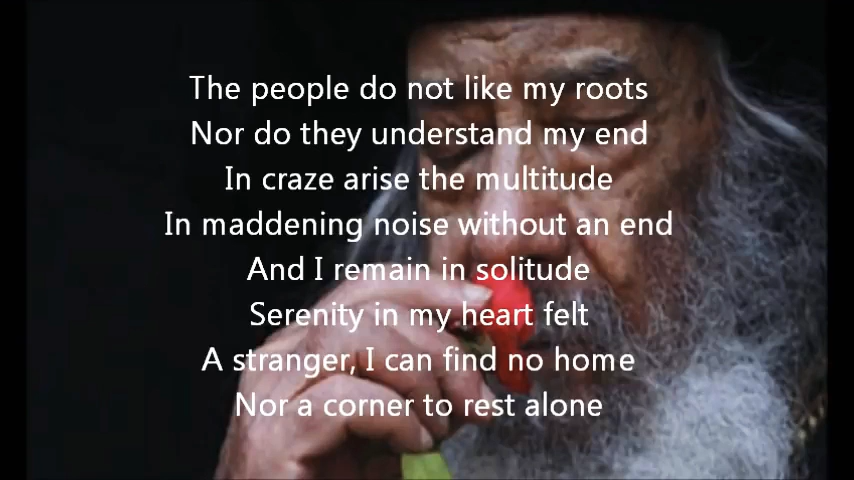 The people do not like my roots
Nor do they understand my end
In craze arise the multitude
In maddening noise without an end
And I remain in solitude
Serenity in my heart felt
A stranger, I can find no home
Nor a corner to rest alone